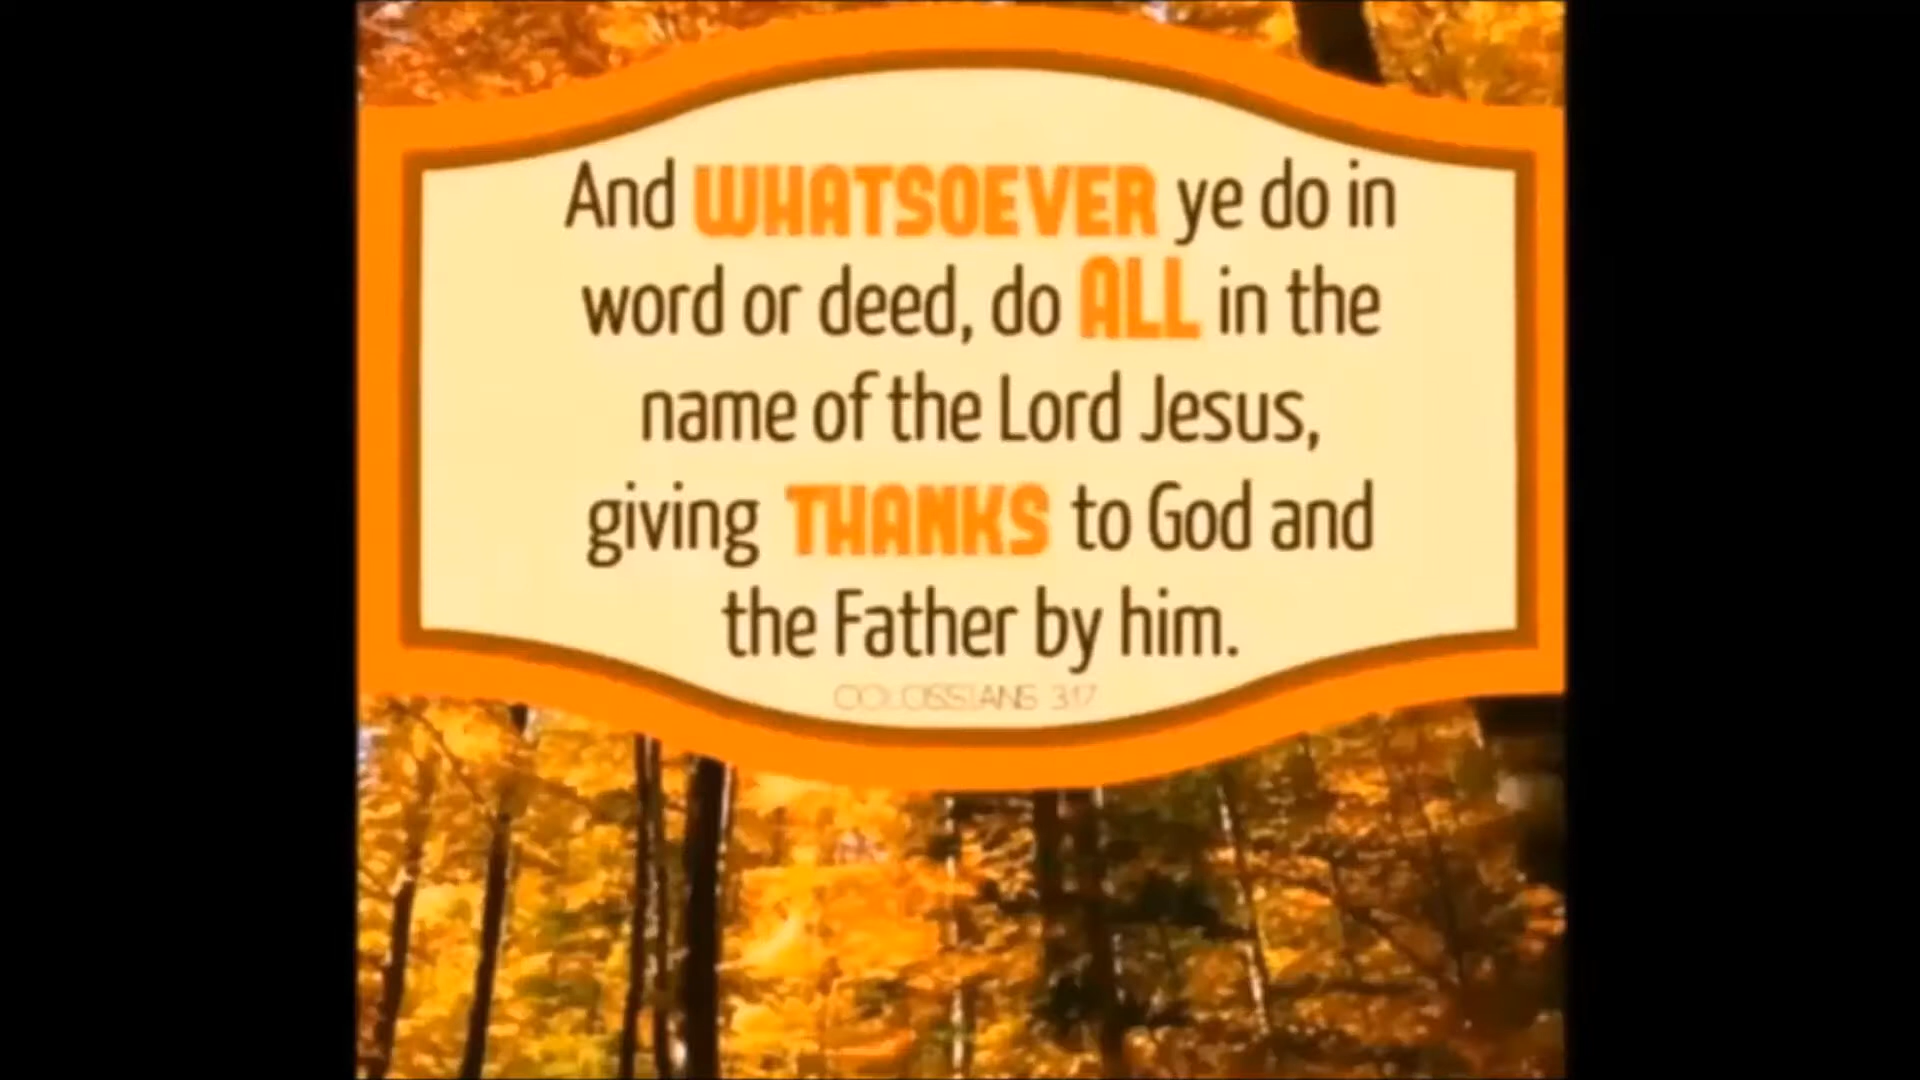 And WHATSOEVER ye do in
word or deed, do ALL in the
name of the Lord Jesus,
giving THANKS to God and
the Father by him.
COLOSSIANS 3:17